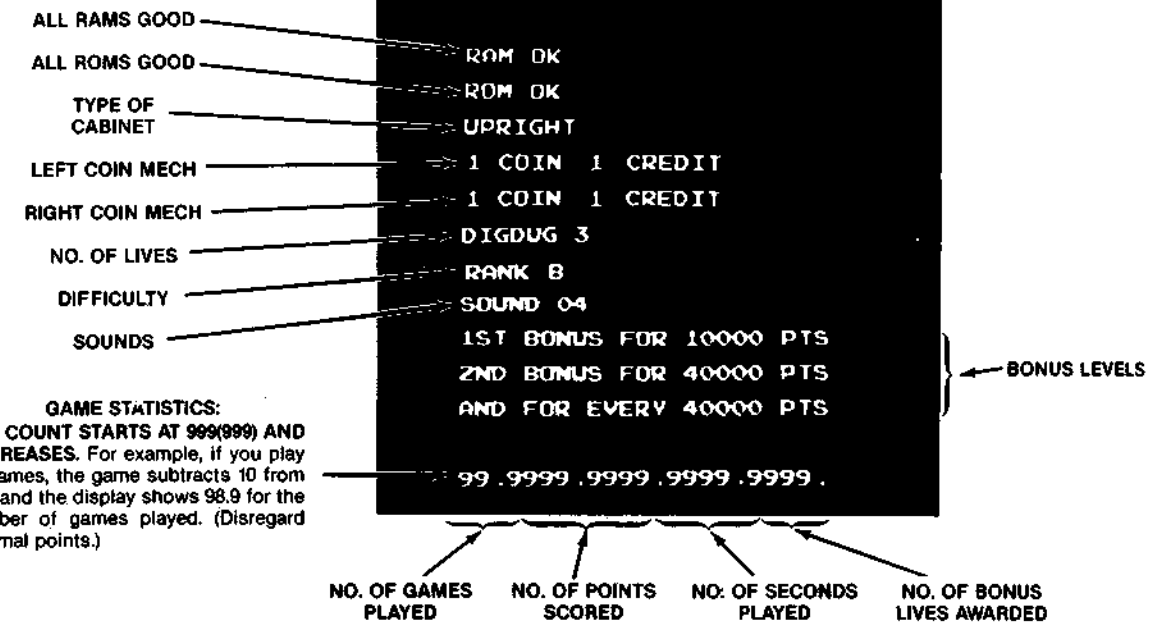 ALL RAMS GOOD
ALL ROMS GOOD
TYPE OF
CABINET
LEFT COIN MECH
RIGHT COIN MECH
NO. OF LIVES
DIFFICULTY
SOUNDS
RAM OK
ROM OK
UPRIGHT
1 COIN 1 CREDIT
1 COIN 1 CREDIT
DIGDUG 3
RANK B
SOUND 04
1ST BONUS FOR 10000 PTS
2ND BONUS FOR 40000 PTS
AND FOR EVERY 40000 PTS
BONUS LEVELS
GAME STATISTICS:
COUNT STARTS AT 999(999) AND
REASES. For example, if you play
ames, the game subtracts 10 from
and the display shows 98.9 for the
ber of games played. (Disregard
mal points.)
99.9999.9999.9999.9999.
NO. OF GAMES
PLAYED
NO. OF POINTS
SCORED
NO. OF SECONDS
PLAYED
NO. OF BONUS
LIVES AWARDED